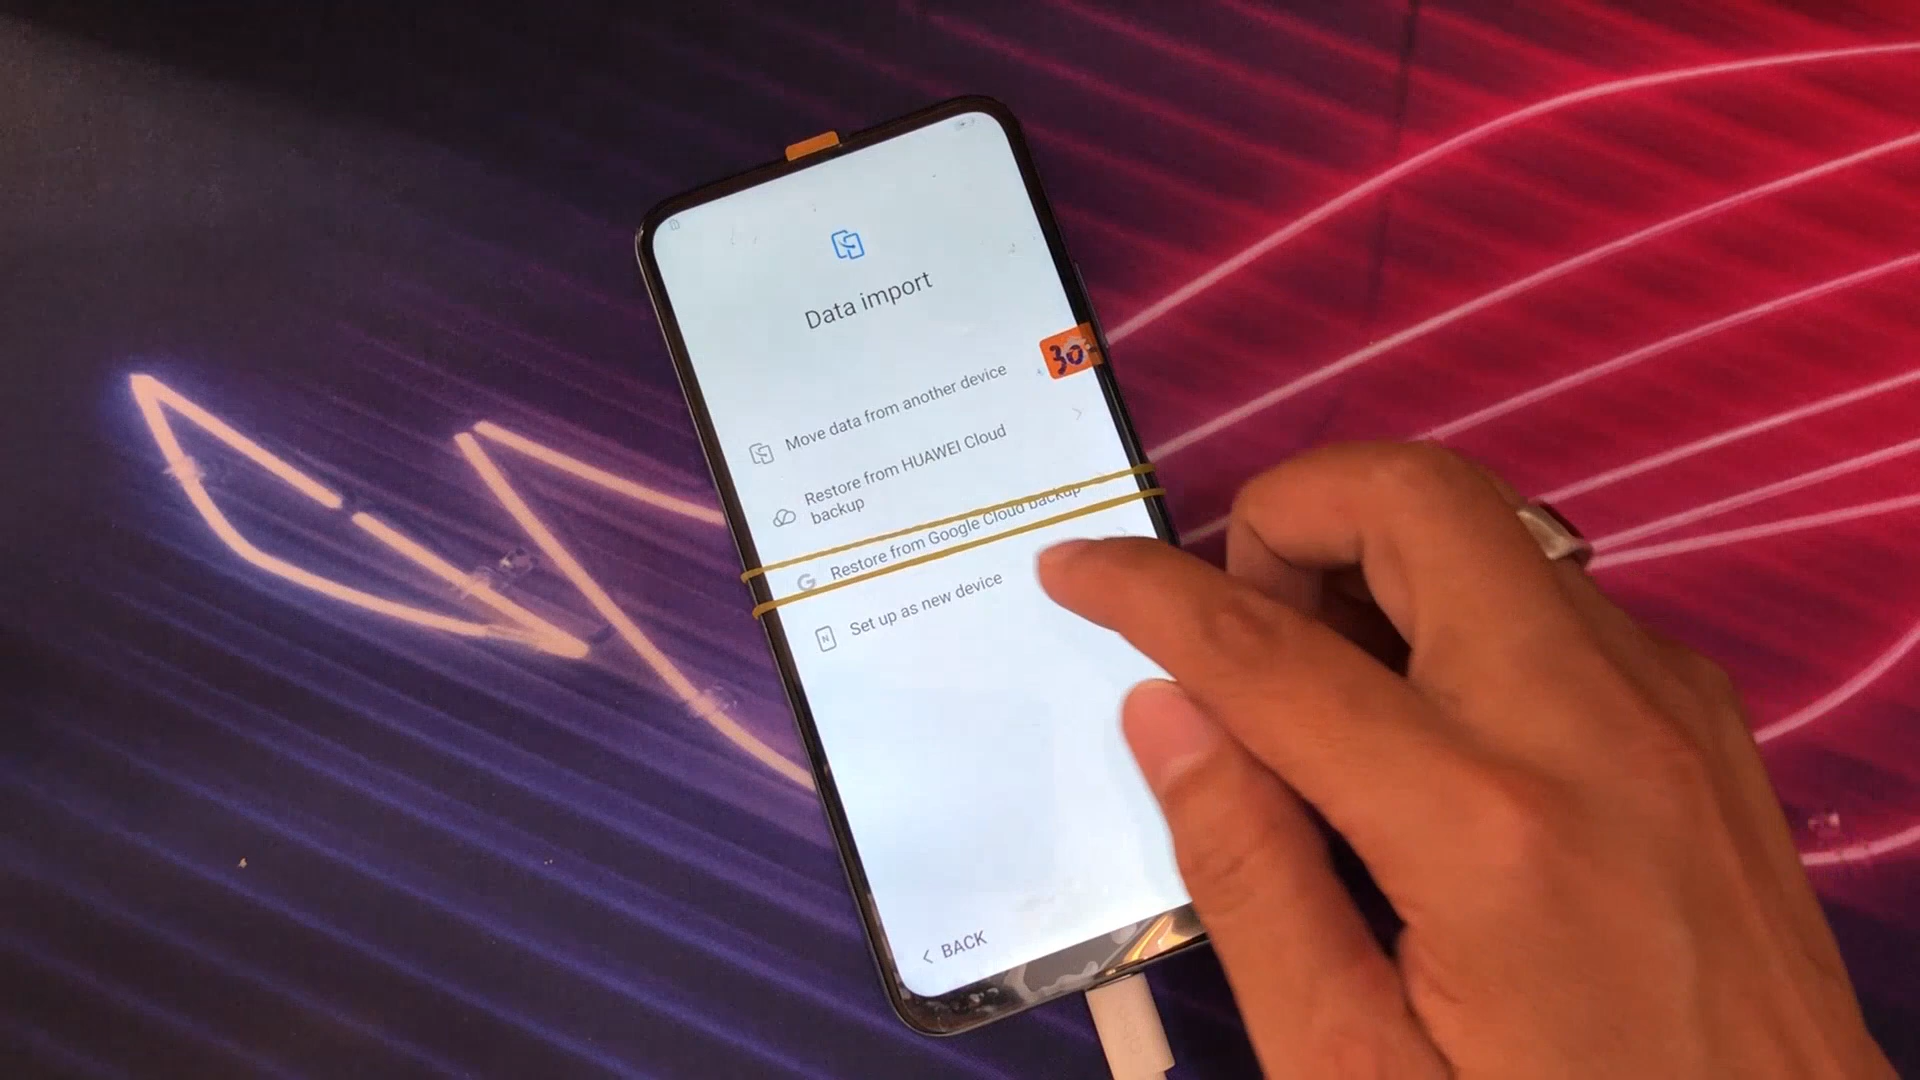 Data import
30
Move data from another device
Restore from HUAWEI Cloud
backup
Restore from Google Cloud backup
Set up as new device
BACK